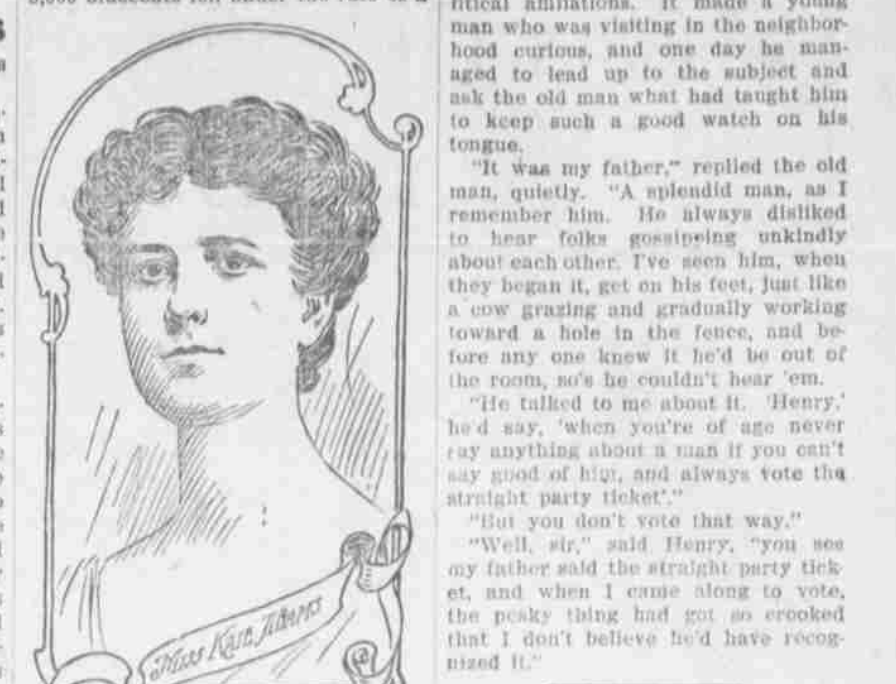 Miss Kate Adams
litical affiliations. It made a young
man who was visiting in the neighbor-
hood curious, and one day he man-
aged to lead up to the subject and
ask the old man what had taught him
to keep such a good watch on his
tongue.
"It was my father," replied the old
man, quietly. "A splendid man, as I
remember him. He always disliked
to hear folks gossipeing unkindly
about each other. I've seen him, when
they began it, get on his feet, just like
a cow grazing and gradually working
toward a hole in the fence, and be-
fore any one knew it he'd be out of
the room, so's he couldn't hear 'em.
"He talked to me about it. 'Henry,'
he'd say, 'when you're of age never
say anything about a man if you can't
say good of him, and always vote the
straight party ticket'."
"But you don't vote that way."
"Well, sir," said Henry, "you see
my father said the straight party tick-
et, and when I came along to vote,
the pesky thing had got so crooked
that I don't believe he'd have recog-
nized it."